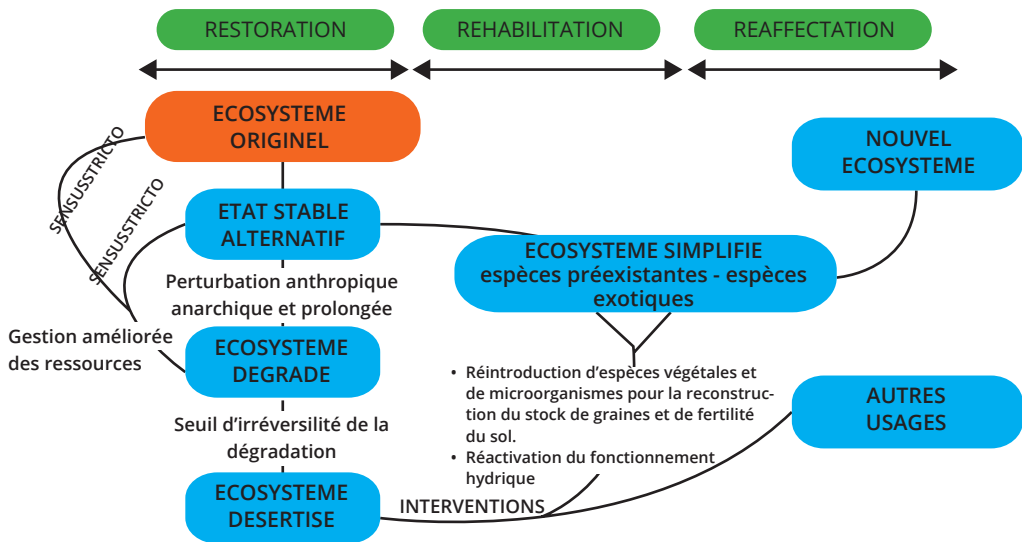 RESTORATION
REHABILITATION
REAFFECTATION
ECOSYSTEME
ORIGINEL
NOUVEL
ECOSYSTEME
SENSUSSTRICTO
SENSUSSTRICTO
ETAT STABLE
ALTERNATIF
ECOSYSTEME SIMPLIFIE
espèces préexistantes - espèces
exotiques
Perturbation anthropique
anarchique et prolongée
Gestion améliorée
des ressources
ECOSYSTEME
DEGRADE
• Réintroduction d'espèces végétales et
de microorganismes pour la reconstruc-
tion du stock de graines et de fertilité
du sol.
• Réactivation du fonctionnement
hydrique
AUTRES
USAGES
Seuil d'irréversilité de la
dégradation
ECOSYSTEME
DESERTISE
INTERVENTIONS